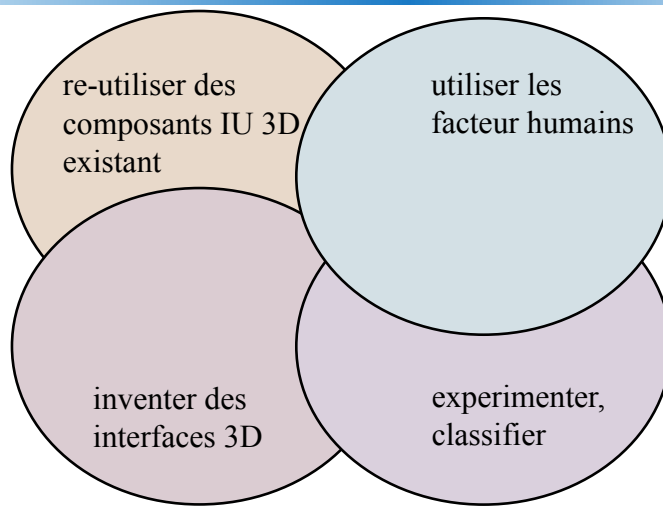 re-utiliser des
composants IU 3D
existant
utiliser les
facteur humains
inventer des
interfaces 3D
experimenter,
classifier